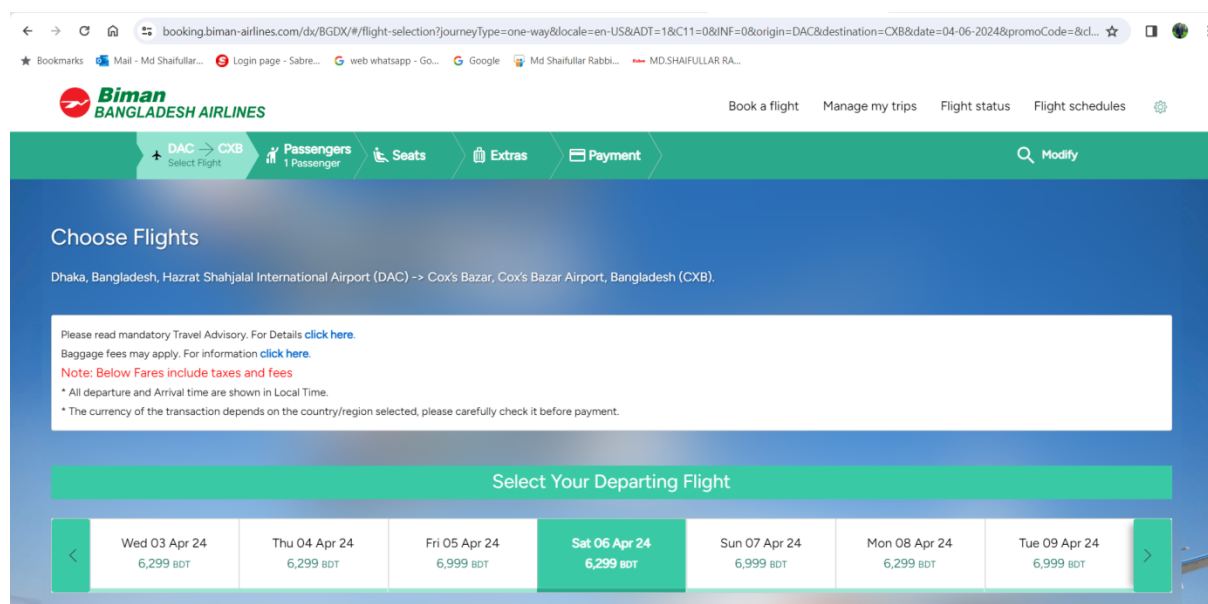 booking.biman-airlines.com/dx/BGDX/#/flight-selection?journeyType=one-way&locale=en-US&ADT=1&C11=0&INF=0&origin=DAC&destination=CXB&date=04-06-2024&promoCode=&cl...
Bookmarks Mail - Md Shaifullar... Login page - Sabre... web whatsapp - Go... Google Md Shaifullar Rabbi... MD.SHAIFULLAR RA...
Biman
BANGLADESH AIRLINES
Book a flight Manage my trips Flight status Flight schedules
DAC → CXB
Select Flight
Passengers
1 Passenger
Seats
Extras
Payment
Modify
Choose Flights
Dhaka, Bangladesh, Hazrat Shahjalal International Airport (DAC) -> Cox's Bazar, Cox's Bazar Airport, Bangladesh (CXB).
Please read mandatory Travel Advisory. For Details click here.
Baggage fees may apply. For information click here.
Note: Below Fares include taxes and fees
* All departure and Arrival time are shown in Local Time.
* The currency of the transaction depends on the country/region selected, please carefully check it before payment.
Select Your Departing Flight
Wed 03 Apr 24 Thu 04 Apr 24 Fri 05 Apr 24 Sat 06 Apr 24 Sun 07 Apr 24 Mon 08 Apr 24 Tue 09 Apr 24
6,299 BDT 6,299 BDT 6,999 BDT 6,299 BDT 6,999 BDT 6,299 BDT 6,999 BDT